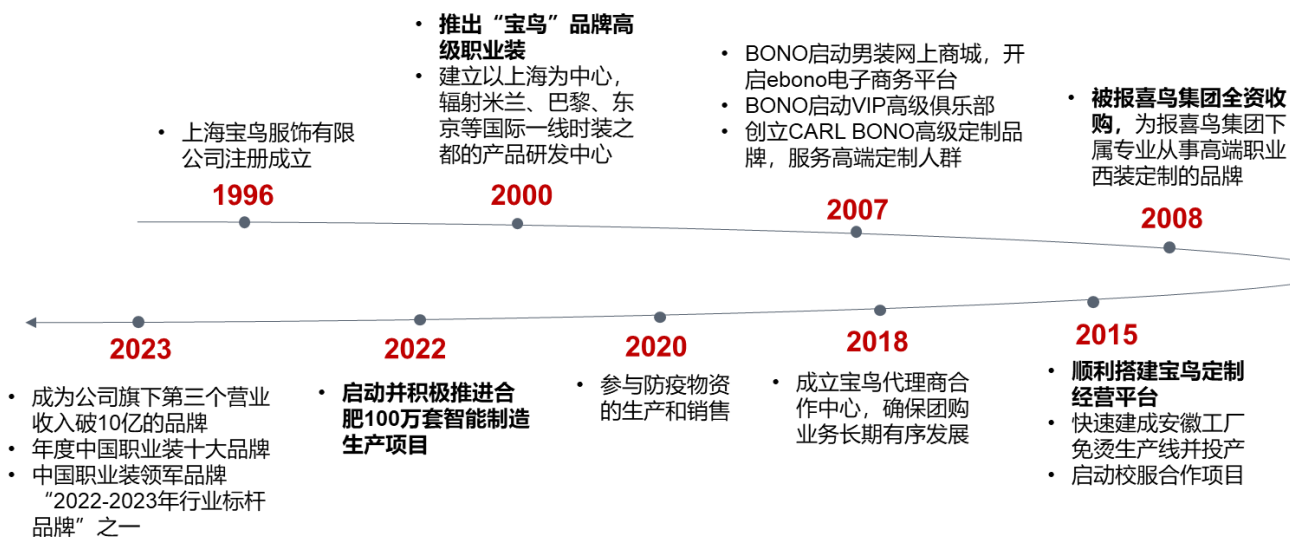 • 上海宝鸟服饰有限
公司注册成立
1996
• 推出“宝鸟”品牌高
级职业装
• 建立以上海为中心，
辐射米兰、巴黎、东
京等国际一线时装之
都的产品研发中心
2000
• BONO启动男装网上商城，开
启ebono电子商务平台
• BONO启动VIP高级俱乐部
• 创立CARL BONO高级定制品
牌，服务高端定制人群
2007
• 被报喜鸟集团全资收
购，为报喜鸟集团下
属专业从事高端职业
西装定制的品牌
2008
2015
• 顺利搭建宝鸟定制
经营平台
• 快速建成安徽工厂
免烫生产线并投产
• 启动校服合作项目
2018
• 成立宝鸟代理商合
作中心，确保团购
业务长期有序发展
2020
• 参与防疫物资
的生产和销售
2022
• 启动并积极推进合
肥100万套智能制造
生产项目
2023
• 成为公司旗下第三个营业
收入破10亿的品牌
• 年度中国职业装十大品牌
• 中国职业装领军品牌
“2022-2023年行业标杆
品牌”之一